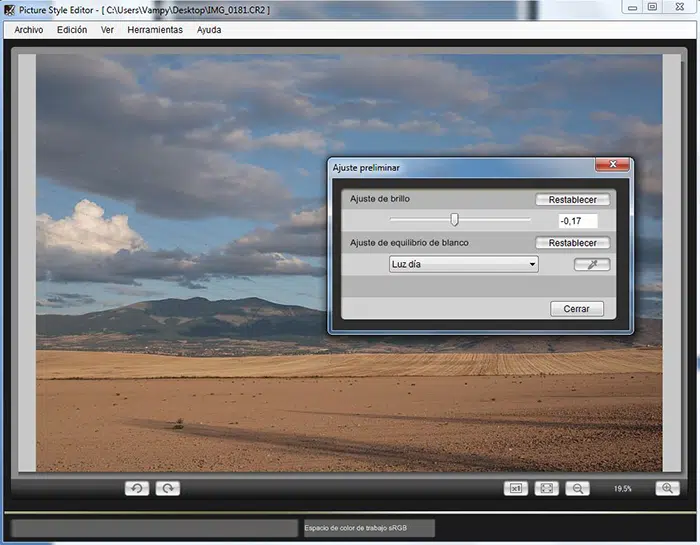 Picture Style Editor - [ C:\Users\Vampy\Desktop\IMG_0181.CR2 ]
Archivo Edición Ver Herramientas Ayuda
Ajuste preliminar
Ajuste de brillo Restablecer
-0,17
Ajuste de equilibrio de blanco Restablecer
Luz día
Cerrar
x1 19,5%
Espacio de color de trabajo sRGB